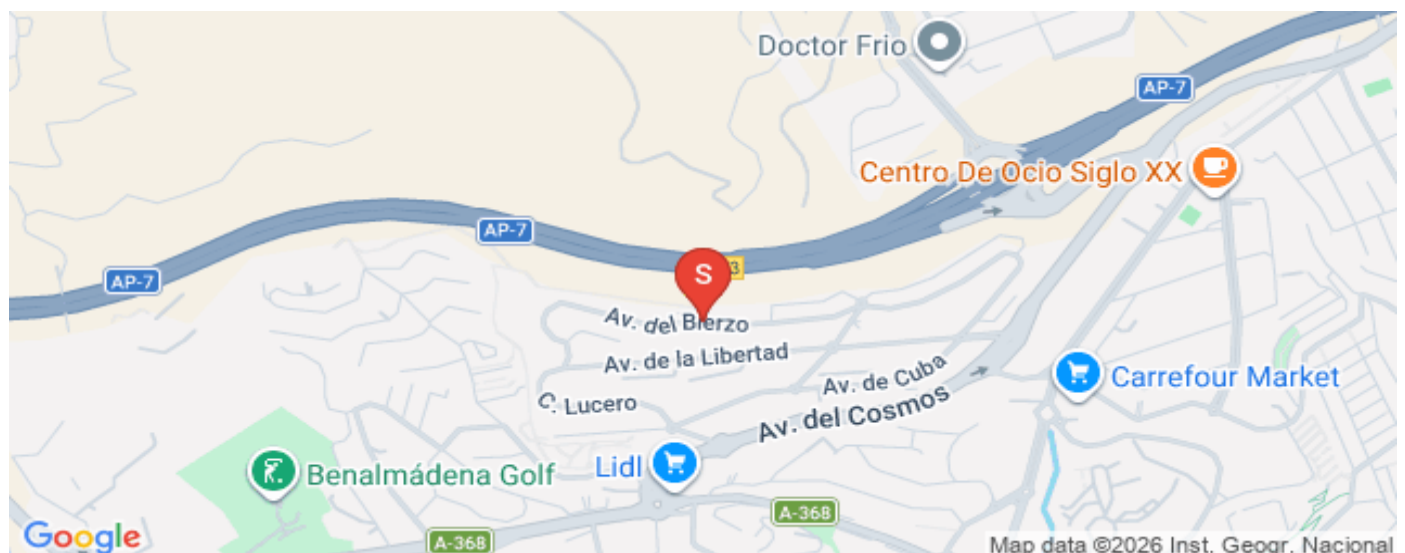 Doctor Frio
AP-7
Centro De Ocio Siglo XX
AP-7
AP-7
S
3
Av. del Bierzo
Av. de la Libertad
Av. de Cuba
Carrefour Market
C. Lucero
Av. del Cosmos
Lidl
Benalmádena Golf
A-368
Google
A-368
Map data ©2026 Inst. Geogr. Nacional